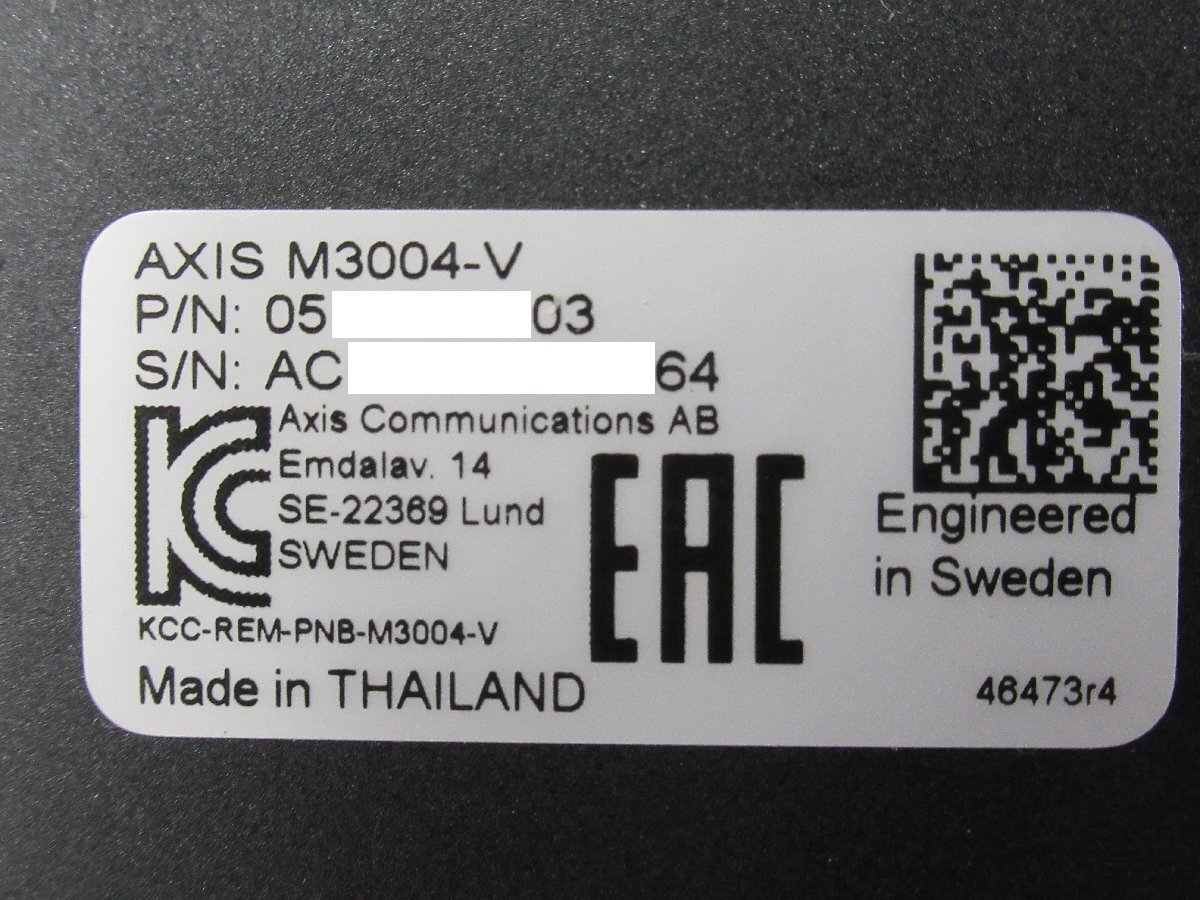 AXIS M3004-V
P/N: 05 03
S/N: AC 64
Axis Communications AB
Emdalav. 14
SE-22369 Lund
SWEDEN
KC
KCC-REM-PNB-M3004-V
EAC
Made in THAILAND
Engineered
in Sweden
46473r4